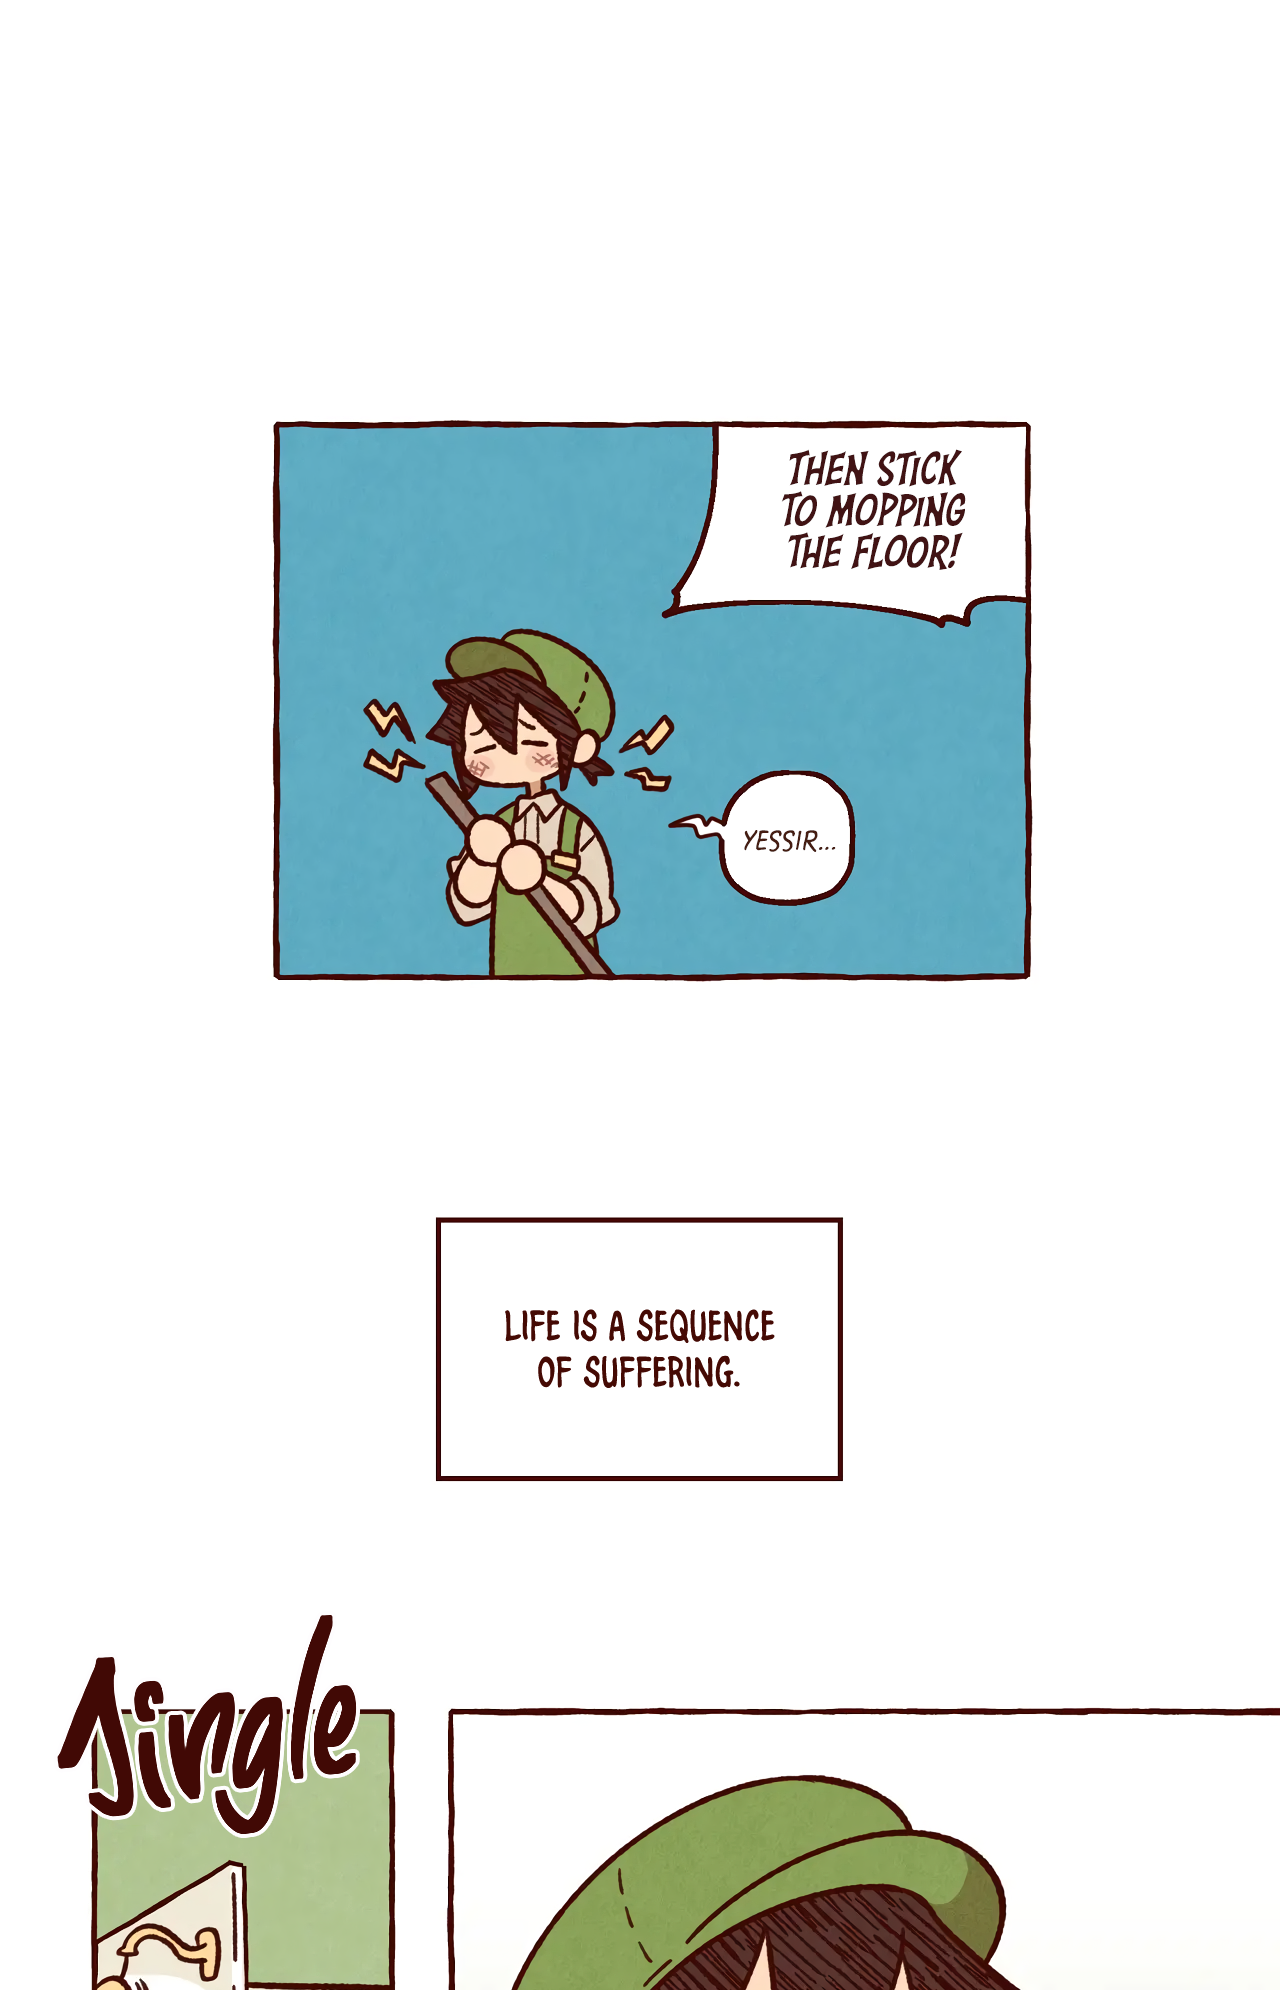 THEN STICK
TO MOPPING
THE FLOOR!
YESSIR...
LIFE IS A SEQUENCE
OF SUFFERING.
Jingle